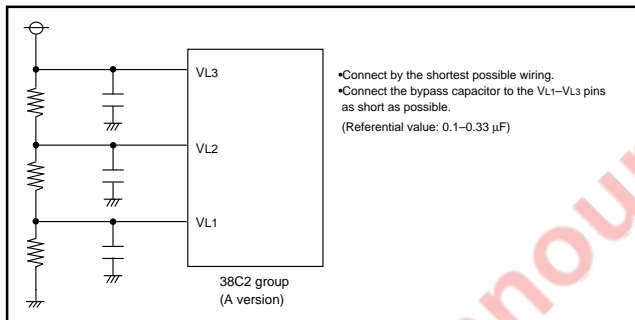 VL3
•Connect by the shortest possible wiring.
•Connect the bypass capacitor to the VL1–VL3 pins
as short as possible.
(Referential value: 0.1–0.33 μF)
VL2
VL1
38C2 group
(A version)
noun